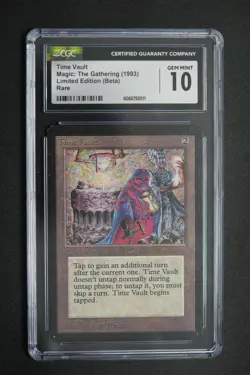 CGC
CERTIFIED GUARANTY COMPANY
Time Vault
Magic: The Gathering (1993)
Limited Edition (Beta)
Rare
GEM MINT
10
Time Vault
Tap to gain an additional turn
after the current one. Time Vault
doesn't untap normally during
untap phase; to untap it, you must
skip a turn. Time Vault begins
tapped.